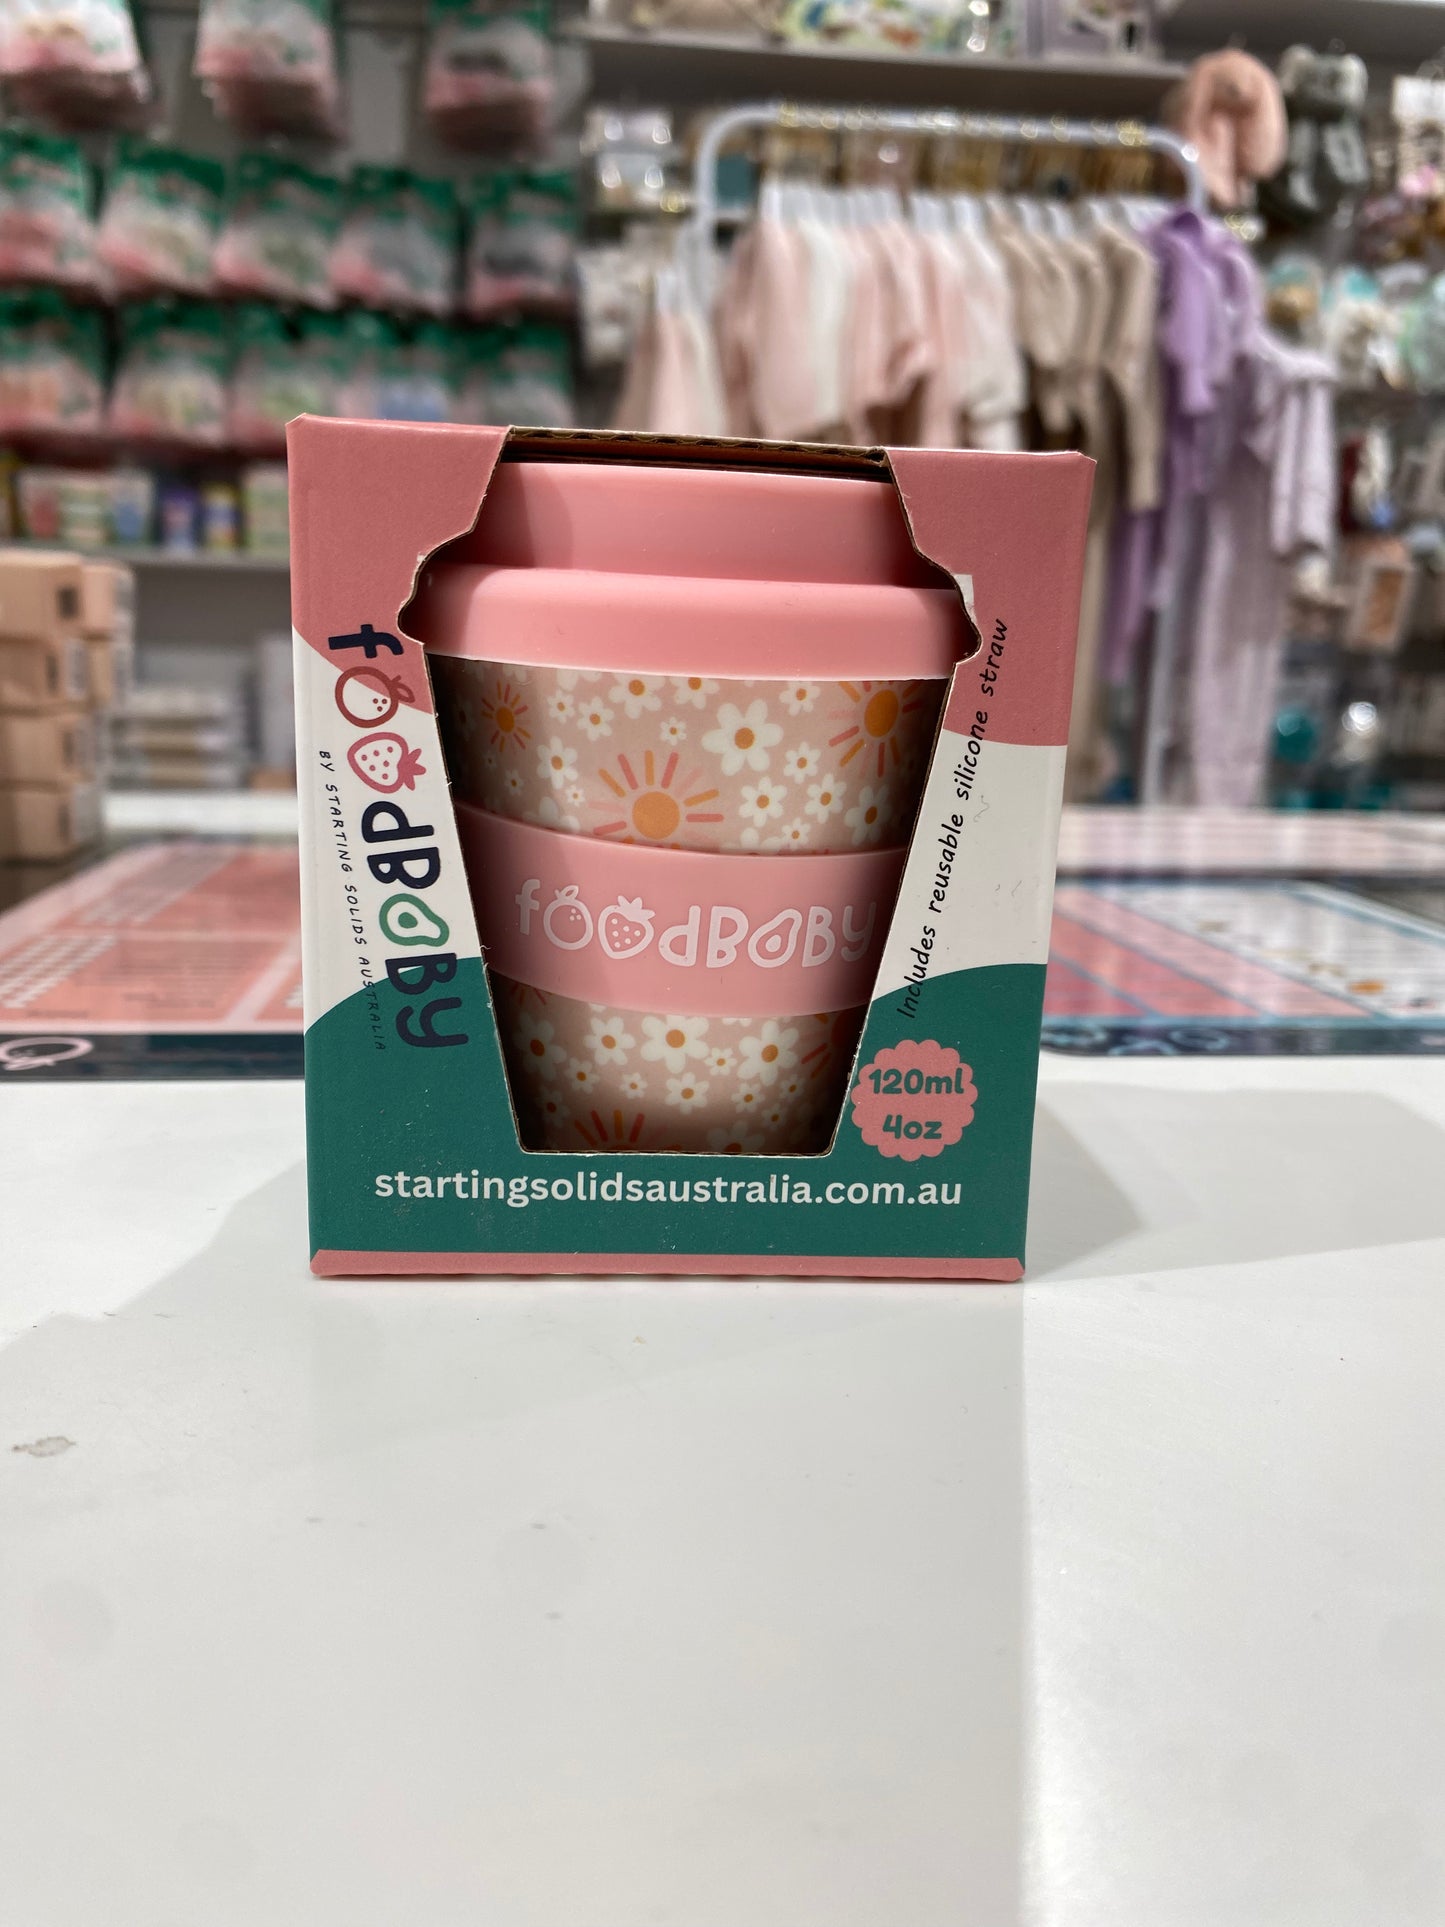 foodBaBy
BY STARTING SOLIDS AUSTRALIA
foodBaBy
Includes reusable silicone straw
120ml
4oz
startingsolidsaustralia.com.au